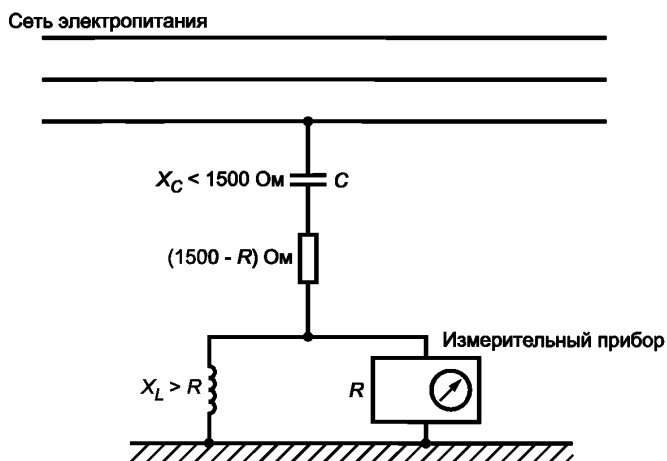 Сеть электропитания
X_C < 1500 Ом
C
(1500 - R) Ом
Измерительный прибор
X_L > R
R